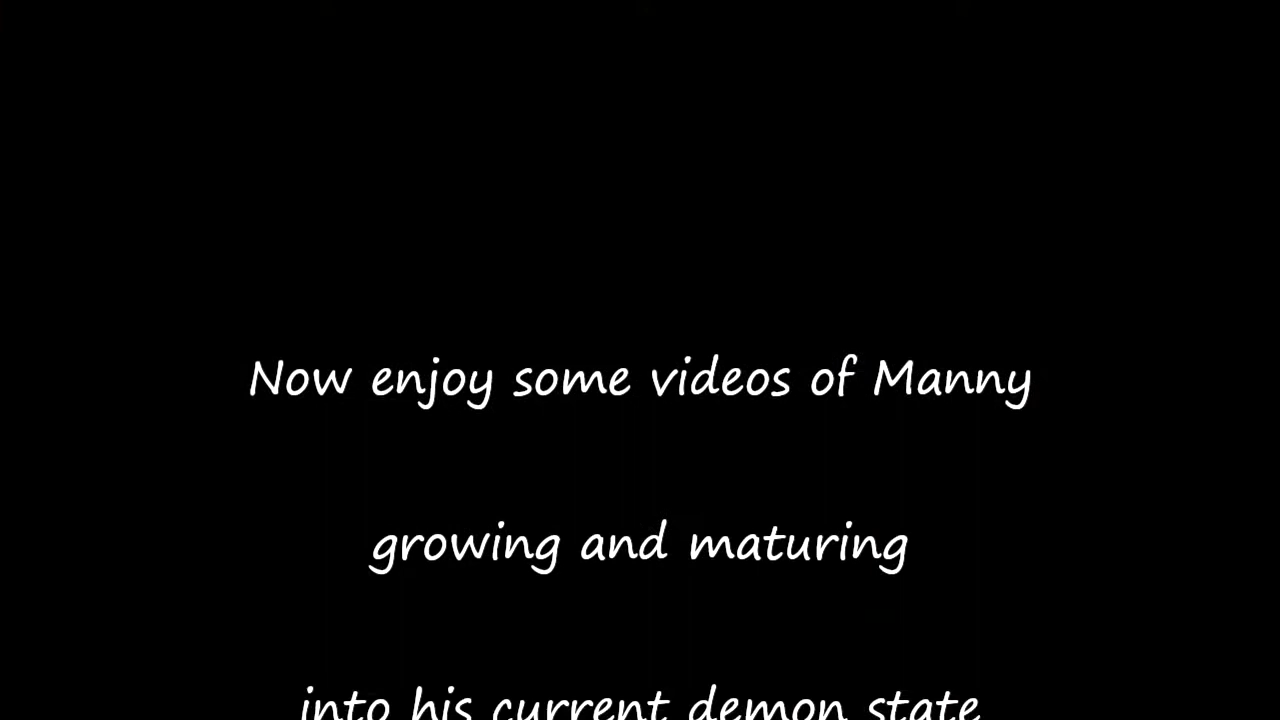 Now enjoy some videos of Manny
growing and maturing
into his current demon state